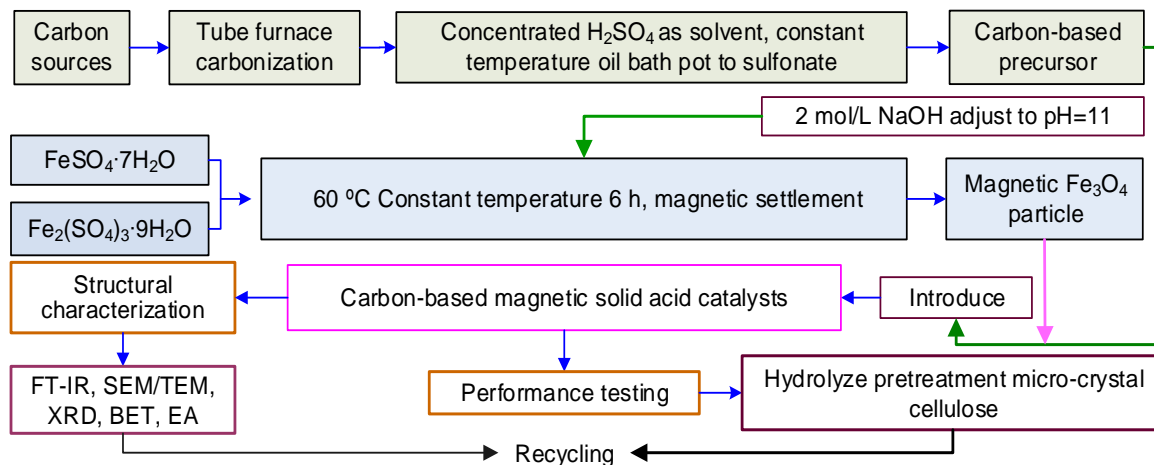 Carbon
sources
Tube furnace
carbonization
Concentrated H₂SO₄ as solvent, constant
temperature oil bath pot to sulfonate
Carbon-based
precursor
2 mol/L NaOH adjust to pH=11
FeSO₄·7H₂O
Fe₂(SO₄)₃·9H₂O
60 ⁰C Constant temperature 6 h, magnetic settlement
Magnetic Fe₃O₄
particle
Structural
characterization
Carbon-based magnetic solid acid catalysts
Introduce
FT-IR, SEM/TEM,
XRD, BET, EA
Performance testing
Hydrolyze pretreatment micro-crystal
cellulose
Recycling